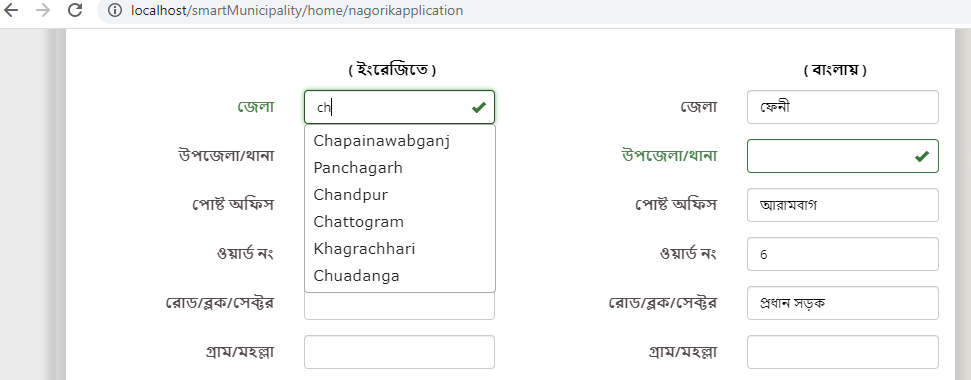 localhost/smartMunicipality/home/nagorikapplication
( ইংরেজিতে ) ( বাংলায় )
জেলা ch জেলা ফেনী
Chapainawabganj
উপজেলা/থানা উপজেলা/থানা
Panchagarh
Chandpur
পোষ্ট অফিস পোষ্ট অফিস আরামবাগ
Chattogram
Khagrachhari
ওয়ার্ড নং ওয়ার্ড নং 6
Chuadanga
রোড/ব্লক/সেক্টর রোড/ব্লক/সেক্টর প্রধান সড়ক
গ্রাম/মহল্লা গ্রাম/মহল্লা